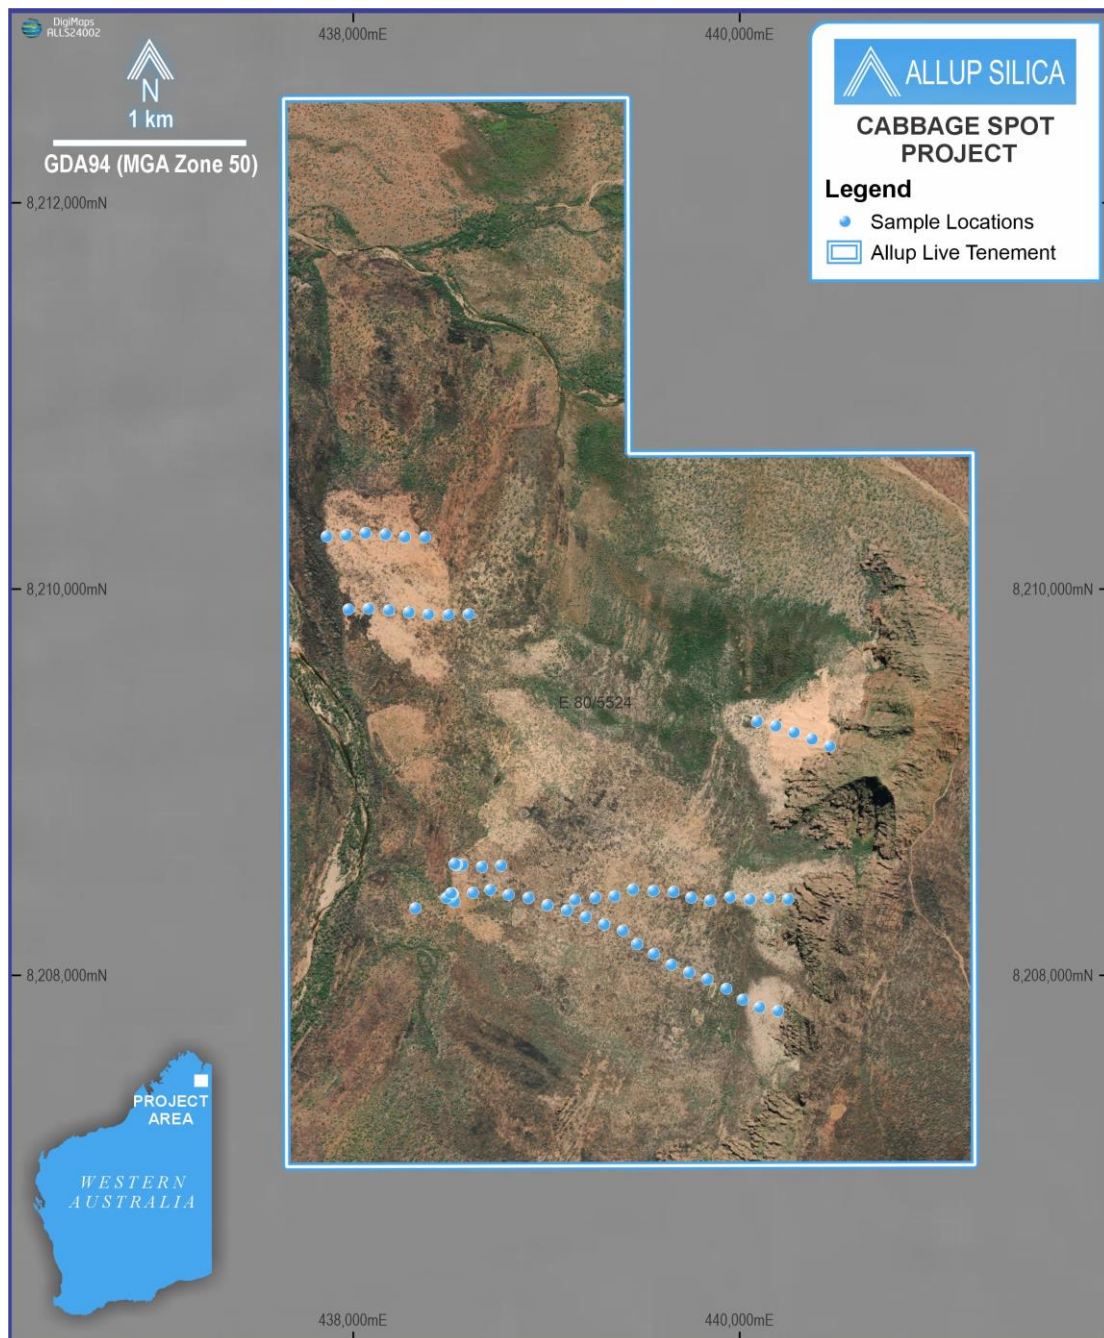 DigiMaps
ALLS24002
438,000mE
440,000mE
N
1 km
GDA94 (MGA Zone 50)
ALLUP SILICA
CABBAGE SPOT
PROJECT
Legend
Sample Locations
Allup Live Tenement
8,212,000mN
8,210,000mN
8,210,000mN
E 80/5524
8,208,000mN
8,208,000mN
PROJECT
AREA
WESTERN
AUSTRALIA
438,000mE
440,000mE